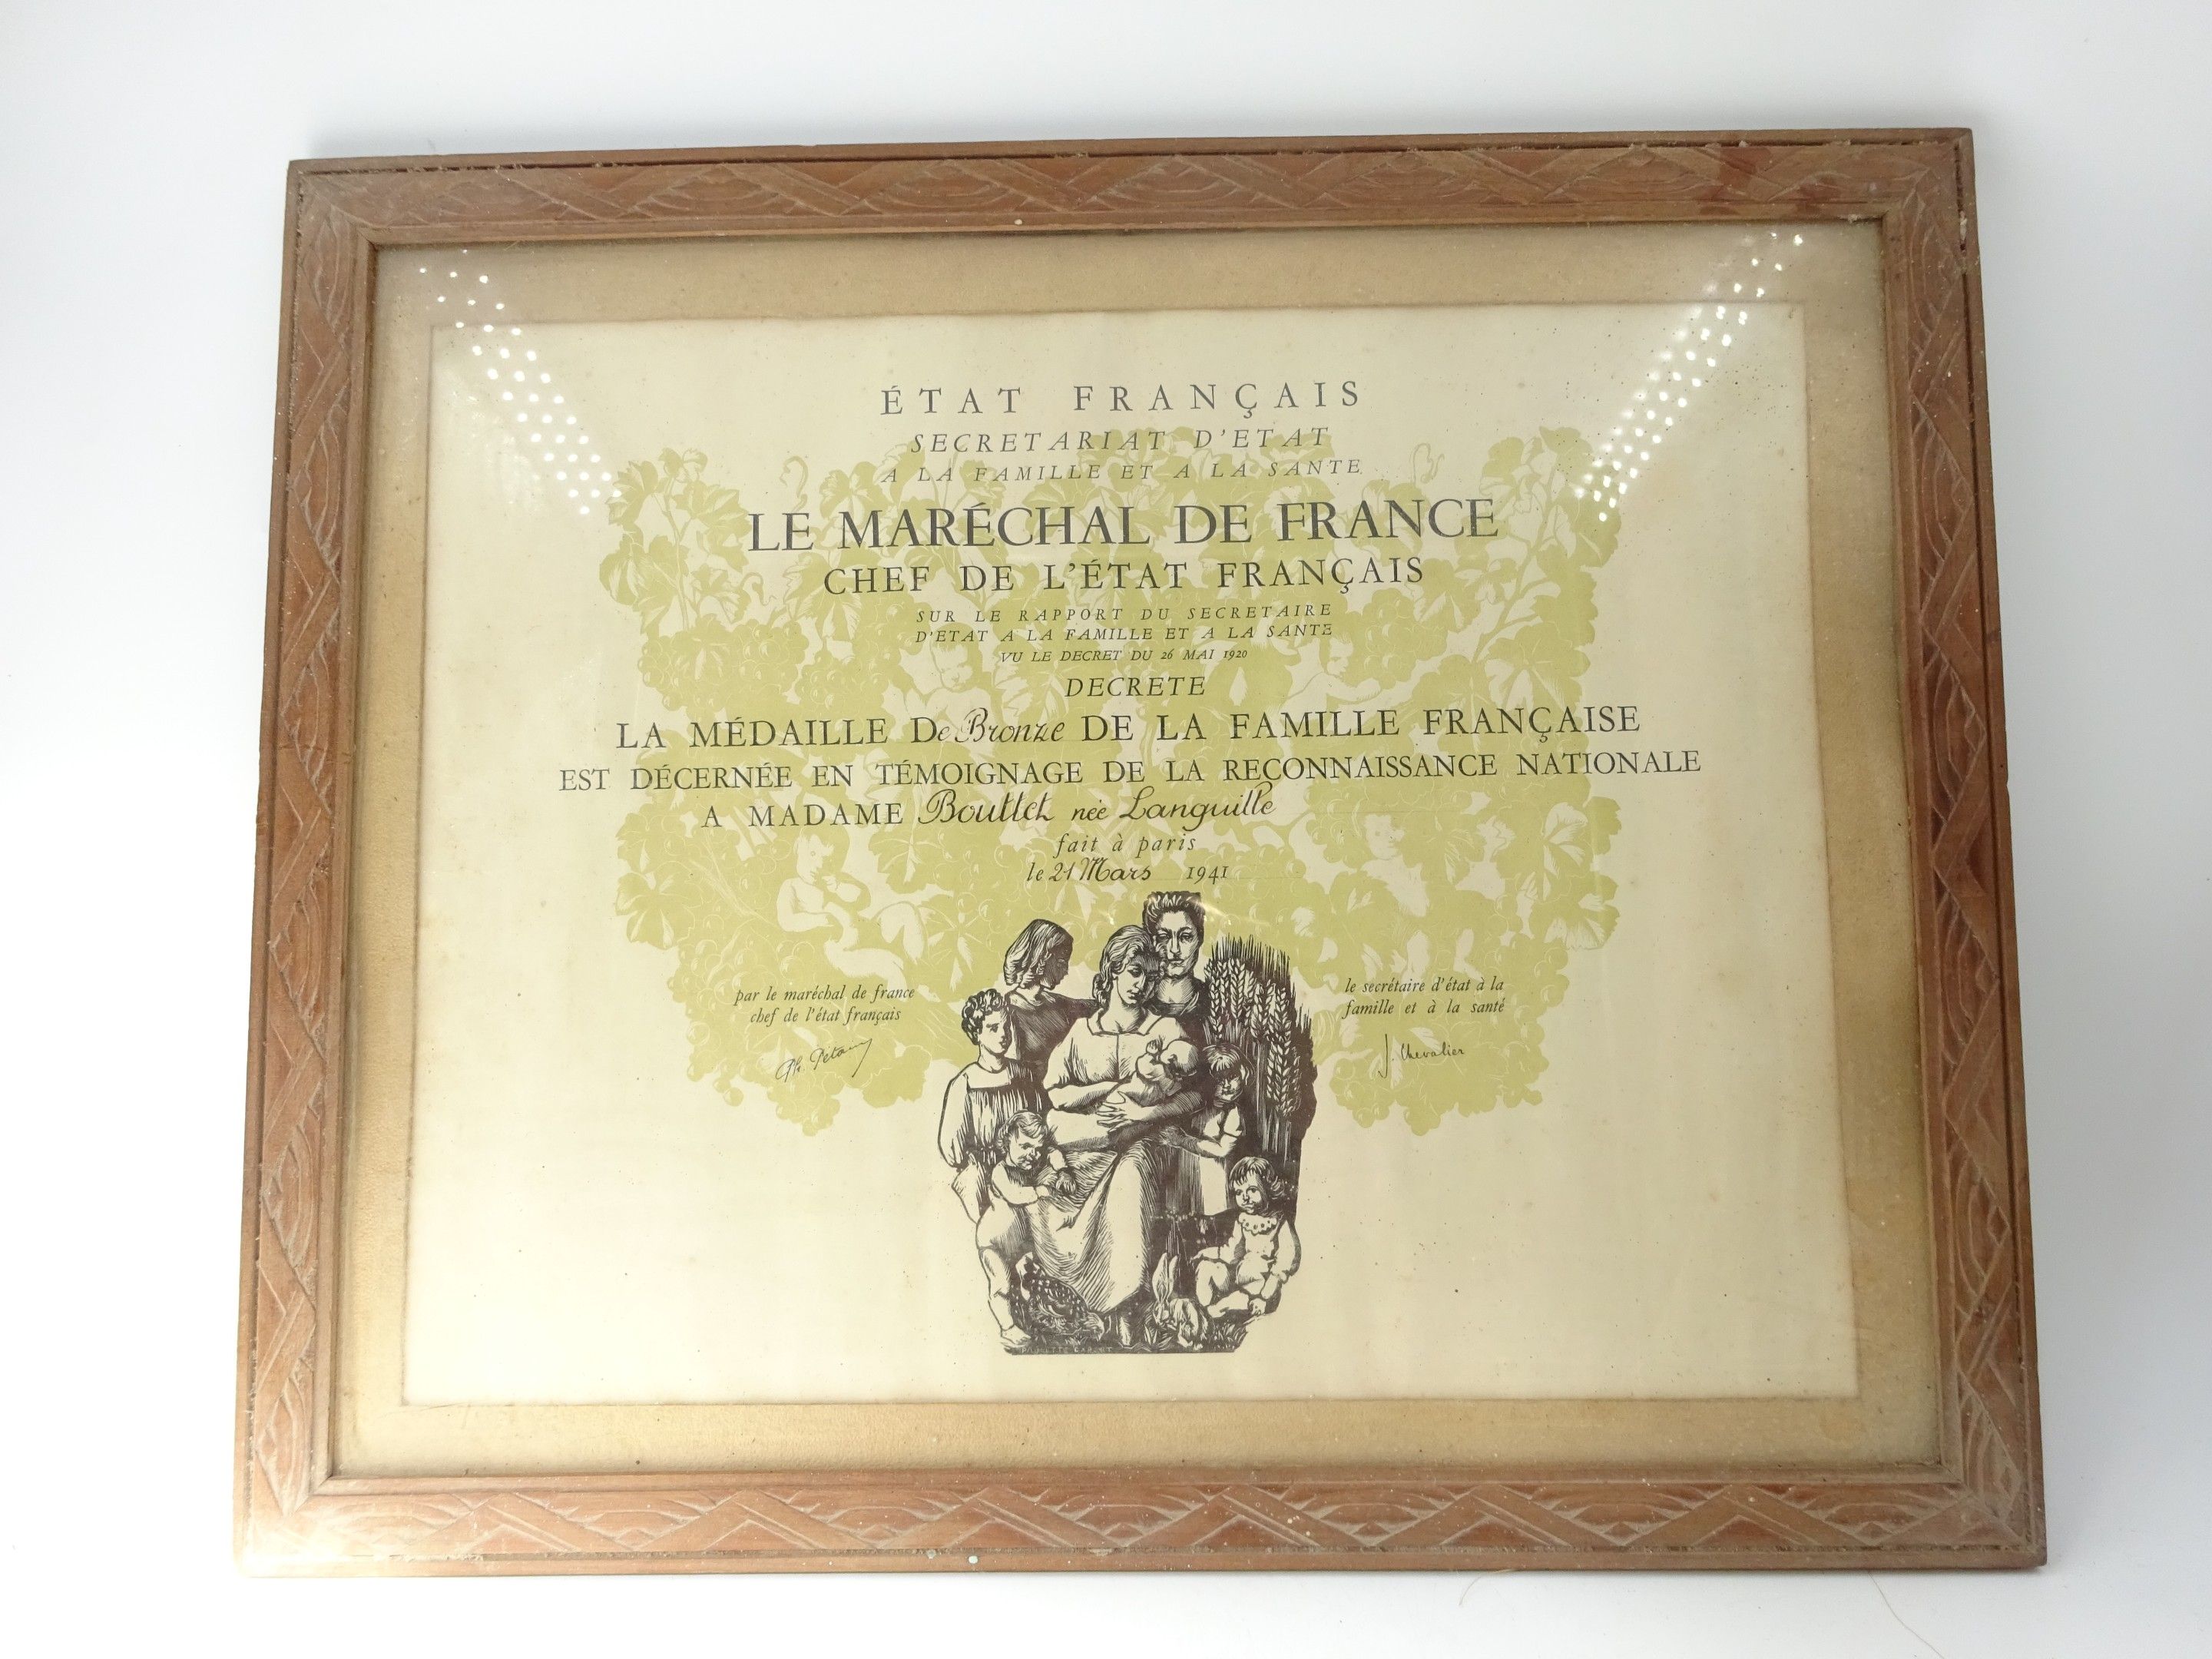 ÉTAT FRANÇAIS
SECRETARIAT D'ETAT
A LA FAMILLE ET A LA SANTE
LE MARÉCHAL DE FRANCE
CHEF DE L'ÉTAT FRANÇAIS
SUR LE RAPPORT DU SECRETAIRE
D'ETAT A LA FAMILLE ET A LA SANTE
VU LE DECRET DU 26 MAI 1920
DECRETE
LA MÉDAILLE De Bronze DE LA FAMILLE FRANÇAISE
EST DÉCERNÉE EN TÉMOIGNAGE DE LA RECONNAISSANCE NATIONALE
A MADAME Bouttet née Languille
fait à paris
le 21 Mars 1941
par le maréchal de france
chef de l'état français
Ph. Pétain
le secrétaire d'état à la
famille et à la santé
J. Chevalier